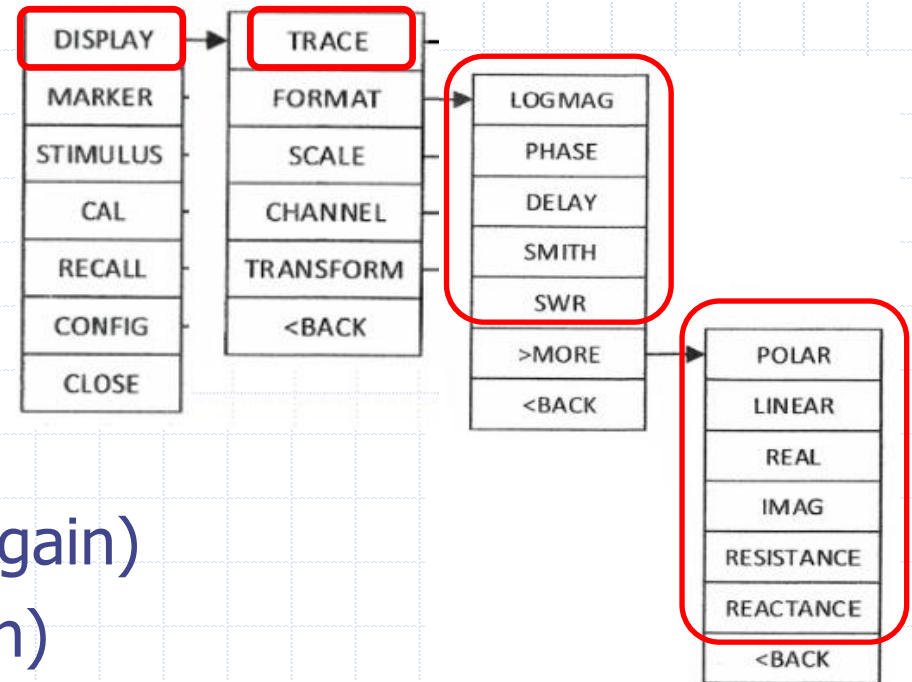 DISPLAY
MARKER
STIMULUS
CAL
RECALL
CONFIG
CLOSE
TRACE
FORMAT
SCALE
CHANNEL
TRANSFORM
<BACK
LOGMAG
PHASE
DELAY
SMITH
SWR
>MORE
<BACK
POLAR
LINEAR
REAL
IMAG
RESISTANCE
REACTANCE
<BACK
gain)
n)